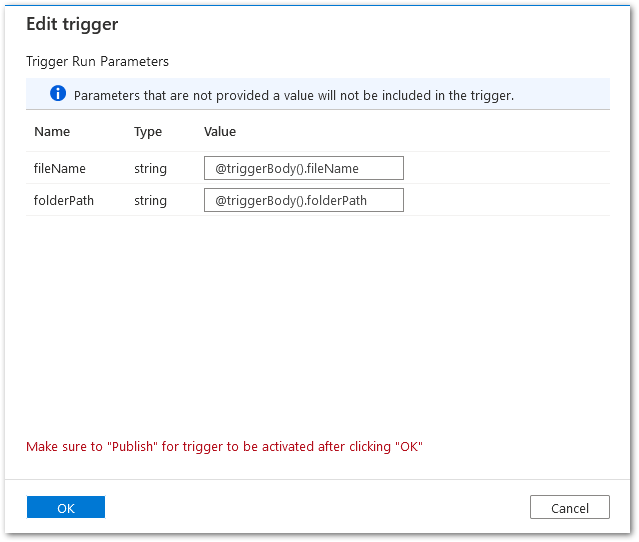 Edit trigger
Trigger Run Parameters
Parameters that are not provided a value will not be included in the trigger.
Name Type Value
fileName string @triggerBody().fileName
folderPath string @triggerBody().folderPath
Make sure to "Publish" for trigger to be activated after clicking "OK"
OK Cancel